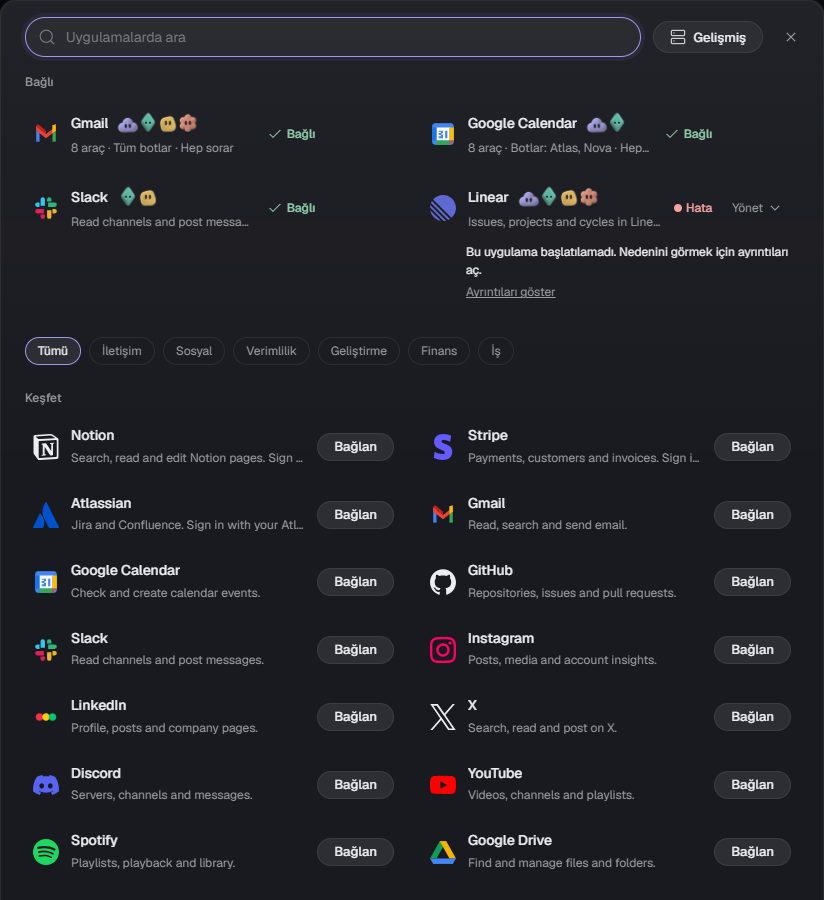 Uygulamalarda ara
Gelişmiş
Bağlı
Gmail
8 araç · Tüm botlar · Hep sorar
Bağlı
Google Calendar
8 araç · Botlar: Atlas, Nova · Hep...
Bağlı
Slack
Read channels and post messa...
Bağlı
Linear
Issues, projects and cycles in Line...
Hata
Yönet
Bu uygulama başlatılamadı. Nedenini görmek için ayrıntıları
aç.
Ayrıntıları göster
Tümü
İletişim
Sosyal
Verimlilik
Geliştirme
Finans
İş
Keşfet
Notion
Search, read and edit Notion pages. Sign ...
Bağlan
Stripe
Payments, customers and invoices. Sign i...
Bağlan
Atlassian
Jira and Confluence. Sign in with your Atl...
Bağlan
Gmail
Read, search and send email.
Bağlan
Google Calendar
Check and create calendar events.
Bağlan
GitHub
Repositories, issues and pull requests.
Bağlan
Slack
Read channels and post messages.
Bağlan
Instagram
Posts, media and account insights.
Bağlan
LinkedIn
Profile, posts and company pages.
Bağlan
X
Search, read and post on X.
Bağlan
Discord
Servers, channels and messages.
Bağlan
YouTube
Videos, channels and playlists.
Bağlan
Spotify
Playlists, playback and library.
Bağlan
Google Drive
Find and manage files and folders.
Bağlan